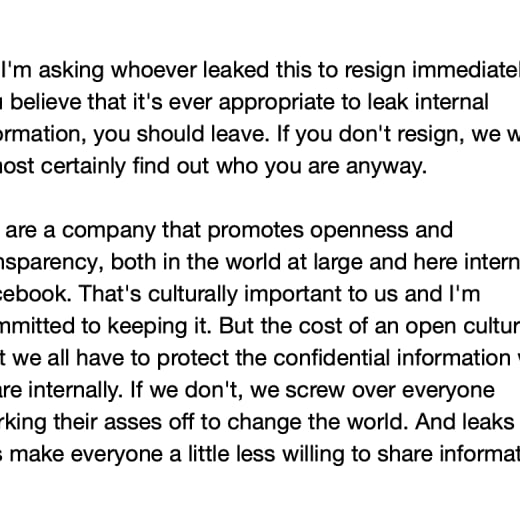 I'm asking whoever leaked this to resign immediatel
believe that it's ever appropriate to leak internal
ormation, you should leave. If you don't resign, we w
ost certainly find out who you are anyway.
are a company that promotes openness and
nsparency, both in the world at large and here intern
cebook. That's culturally important to us and I'm
mmitted to keeping it. But the cost of an open cultur
t we all have to protect the confidential information
are internally. If we don't, we screw over everyone
rking their asses off to change the world. And leaks
s make everyone a little less willing to share informat